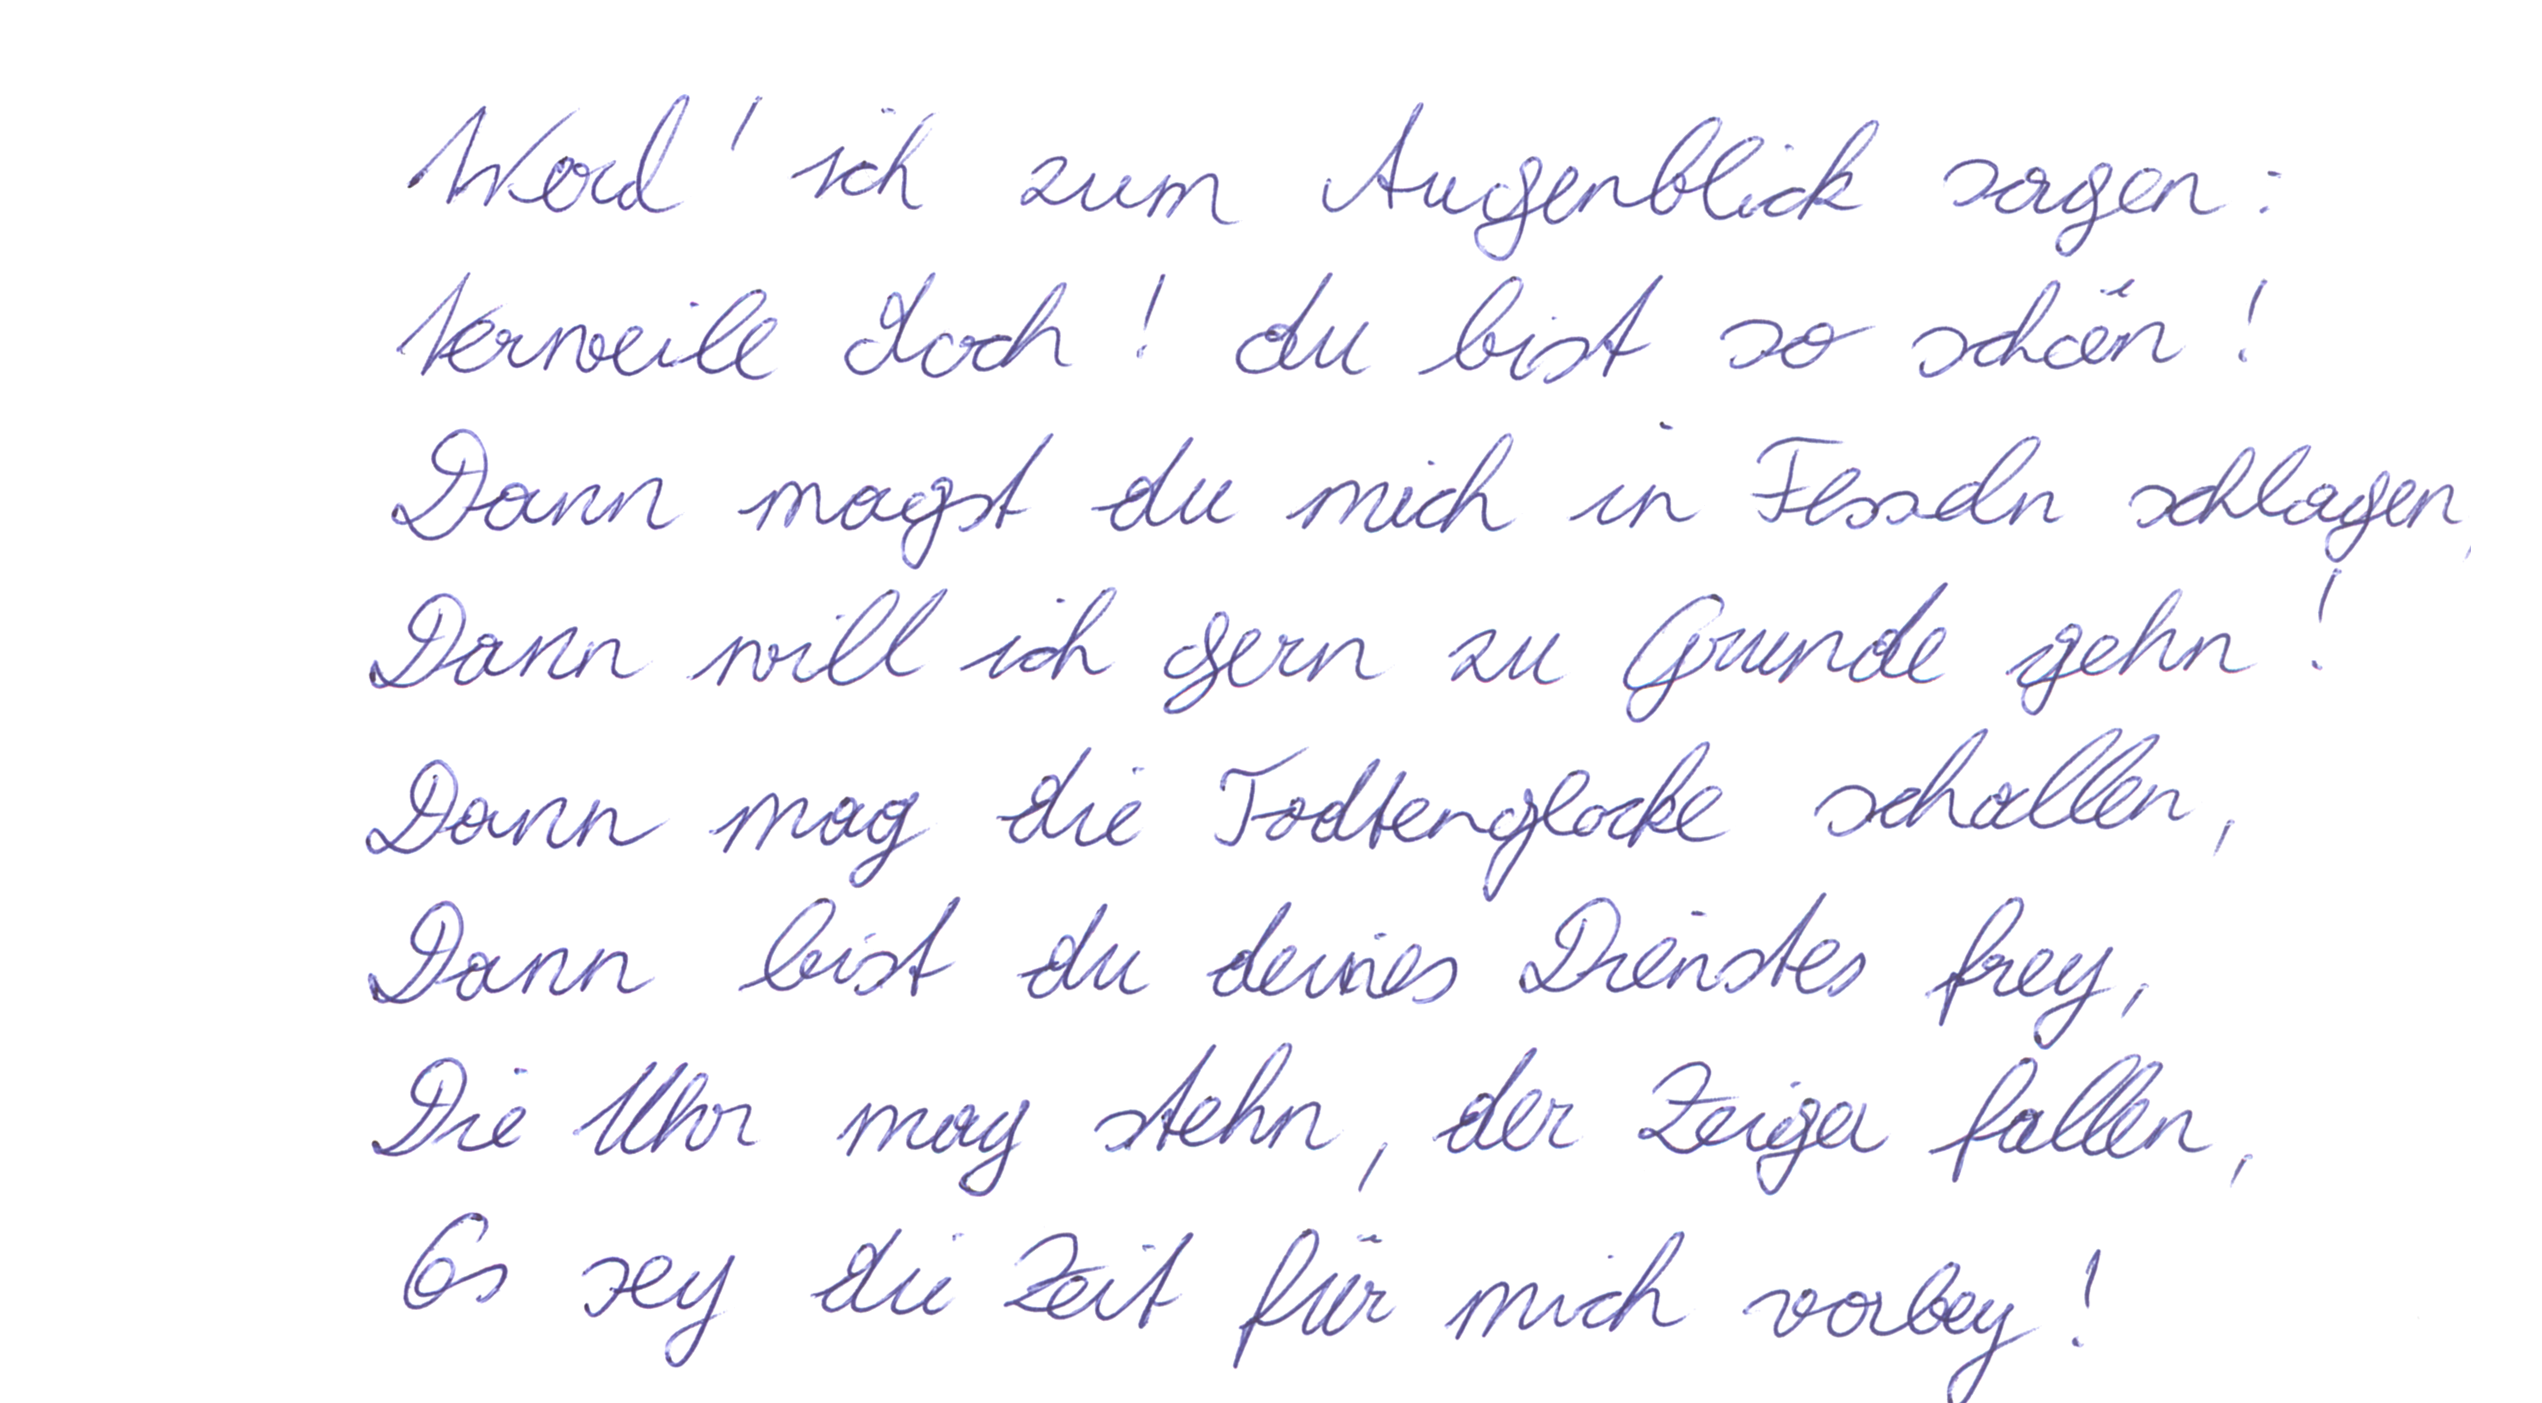 Werd' ich zum Augenblick sagen:
Verweile doch! du bist so schön!
Dann magst du mich in Fesseln schlagen,
Dann will ich gern zu Grunde gehn!
Dann mag die Todtenglocke schallen,
Dann bist du deines Dienstes frey,
Die Uhr mag stehn, der Zeiger fallen,
Es sey die Zeit für mich vorbey!